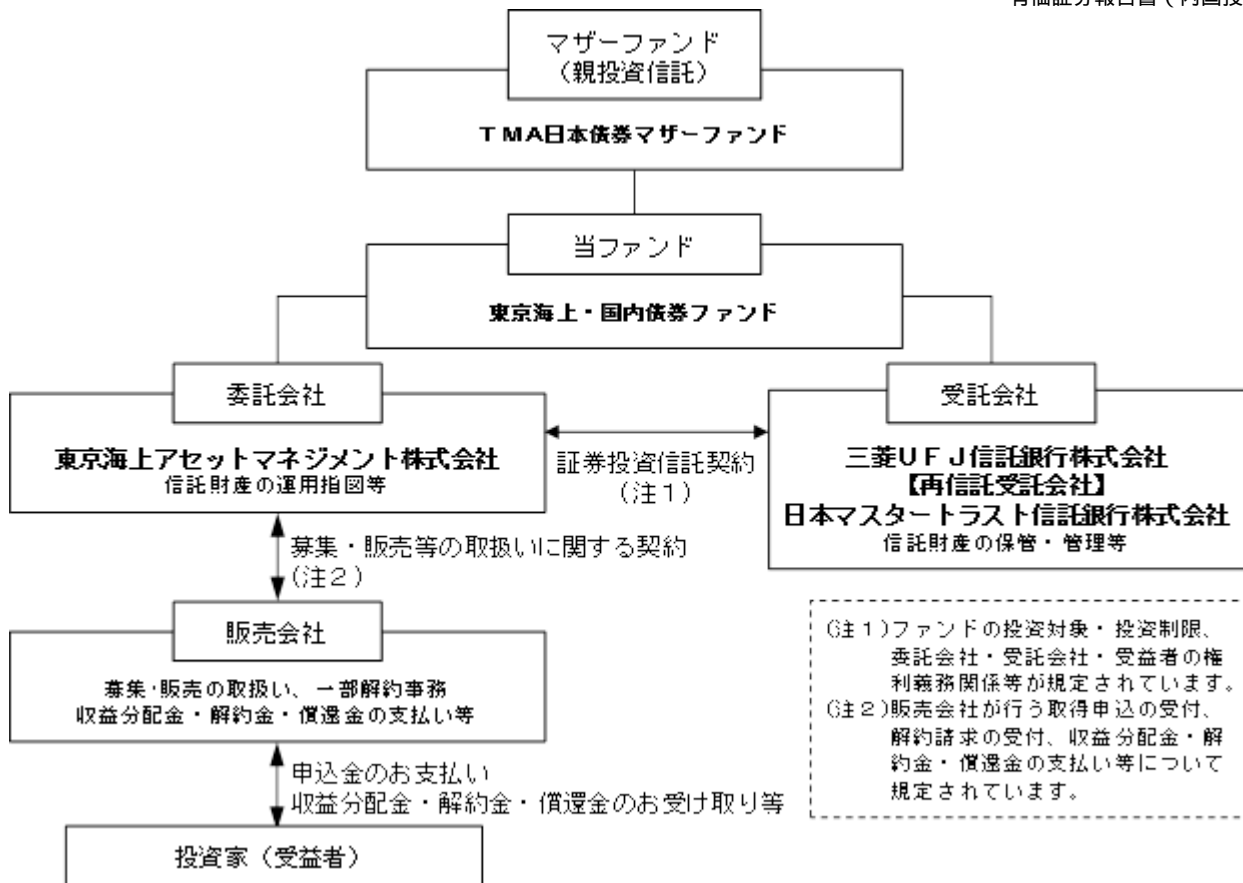 マザーファンド
（親投資信託）
ＴＭＡ日本債券マザーファンド
当ファンド
東京海上・国内債券ファンド
委託会社
東京海上アセットマネジメント株式会社
信託財産の運用指図等
証券投資信託契約
（注１）
受託会社
三菱ＵＦＪ信託銀行株式会社
【再信託受託会社】
日本マスタートラスト信託銀行株式会社
信託財産の保管・管理等
募集・販売等の取扱いに関する契約
（注２）
販売会社
募集・販売の取扱い、一部解約事務
収益分配金・解約金・償還金の支払い等
（注１）ファンドの投資対象・投資制限、
委託会社・受託会社・受益者の権
利義務関係等が規定されています。
（注２）販売会社が行う取得申込の受付、
解約請求の受付、収益分配金・解
約金・償還金の支払い等について
規定されています。
申込金のお支払い
収益分配金・解約金・償還金のお受け取り等
投資家（受益者）